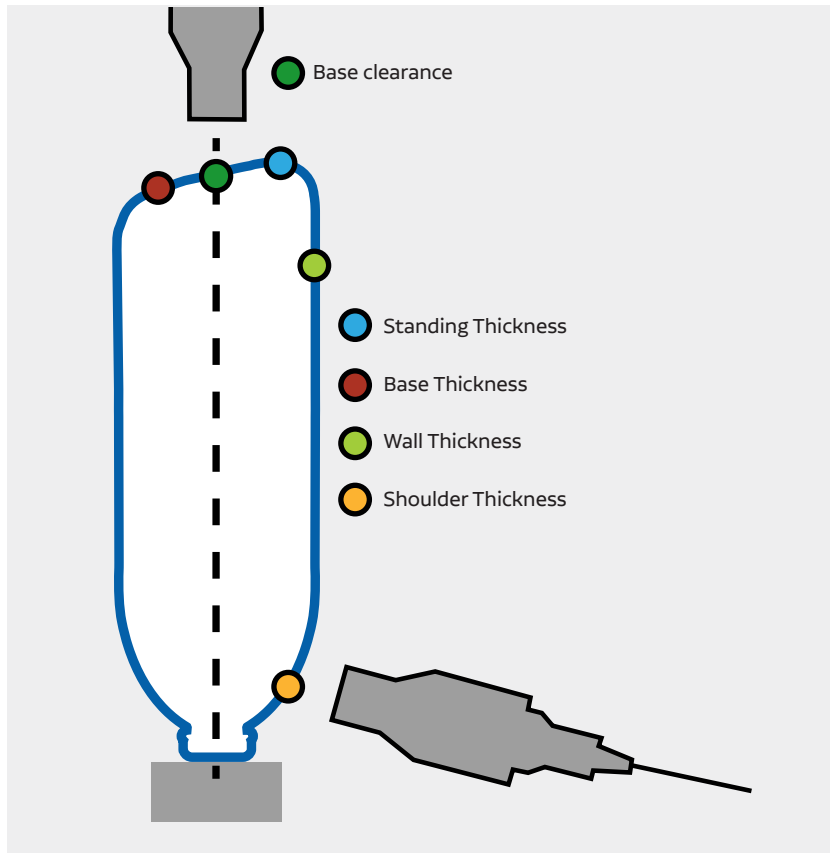 Base clearance
Standing Thickness
Base Thickness
Wall Thickness
Shoulder Thickness